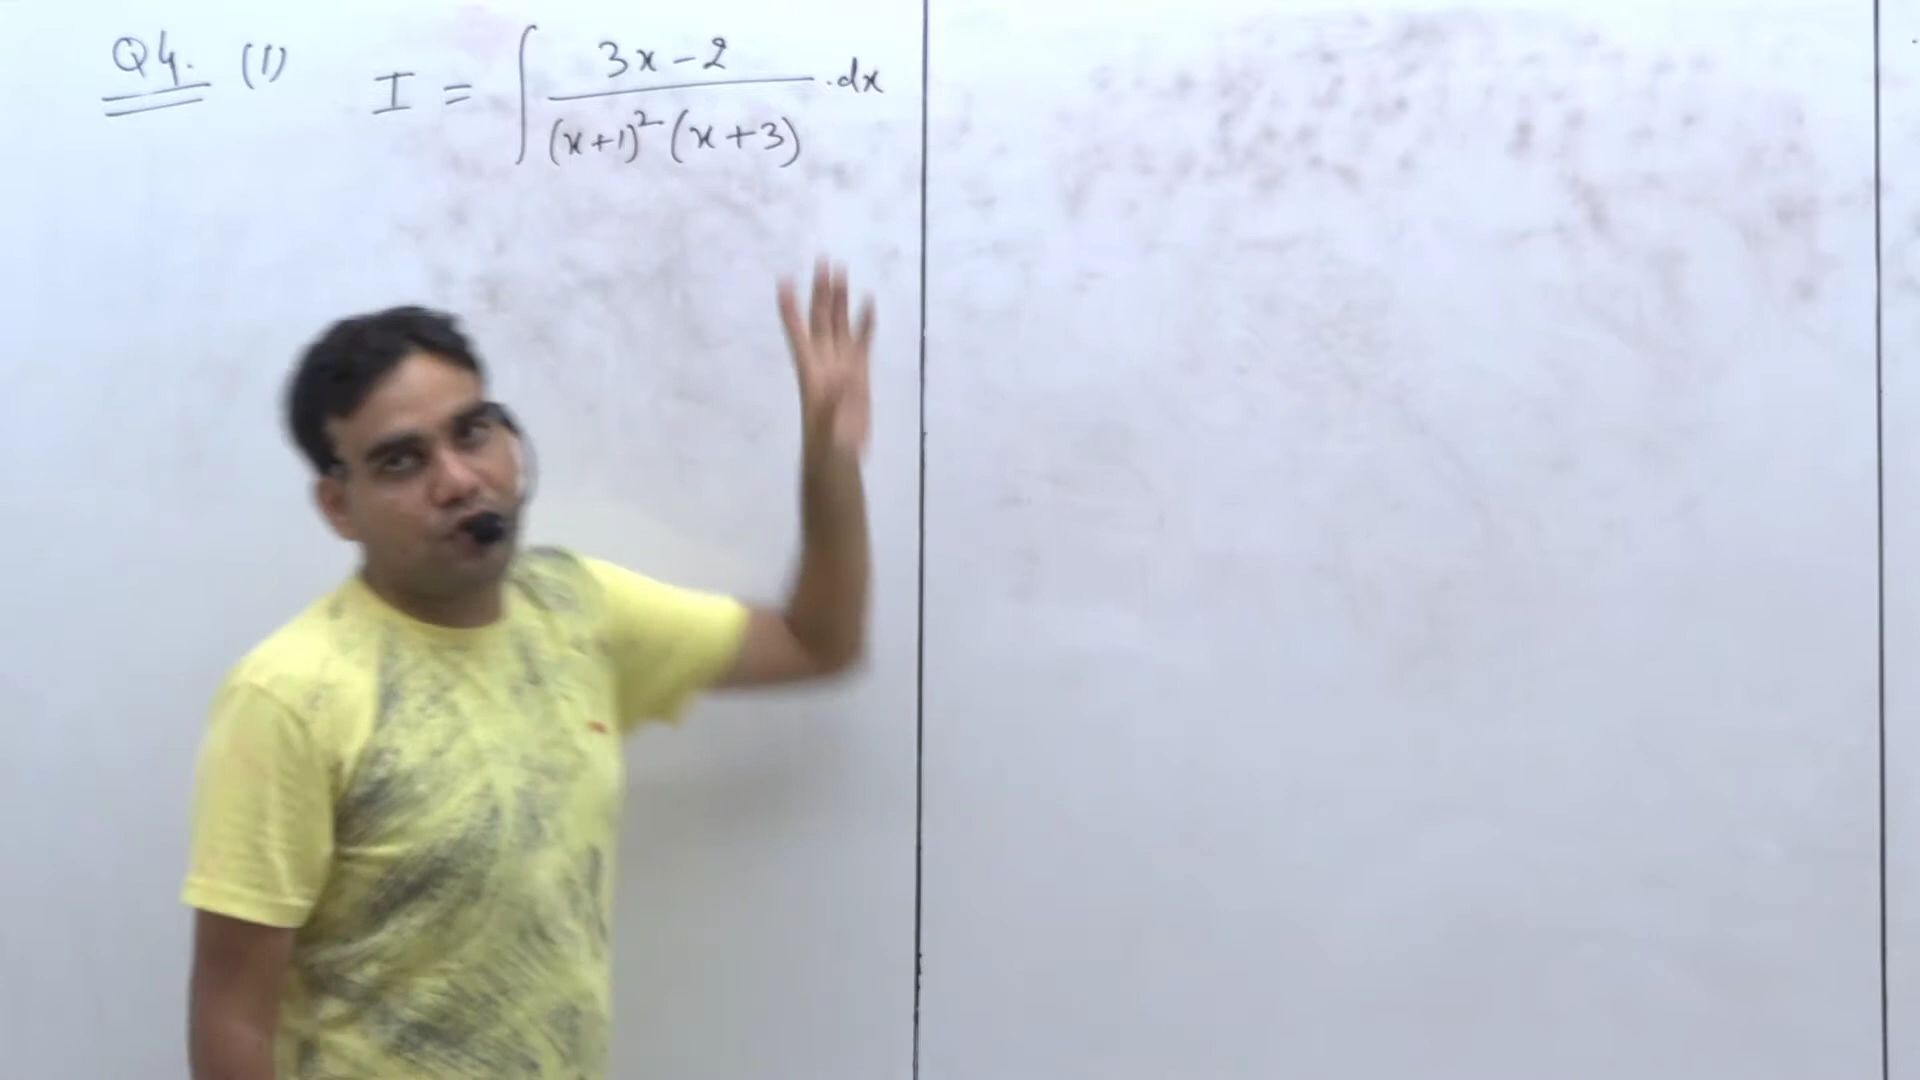 Q4. (1) I = ∫ (3x-2)/((x+1)²(x+3)) .dx